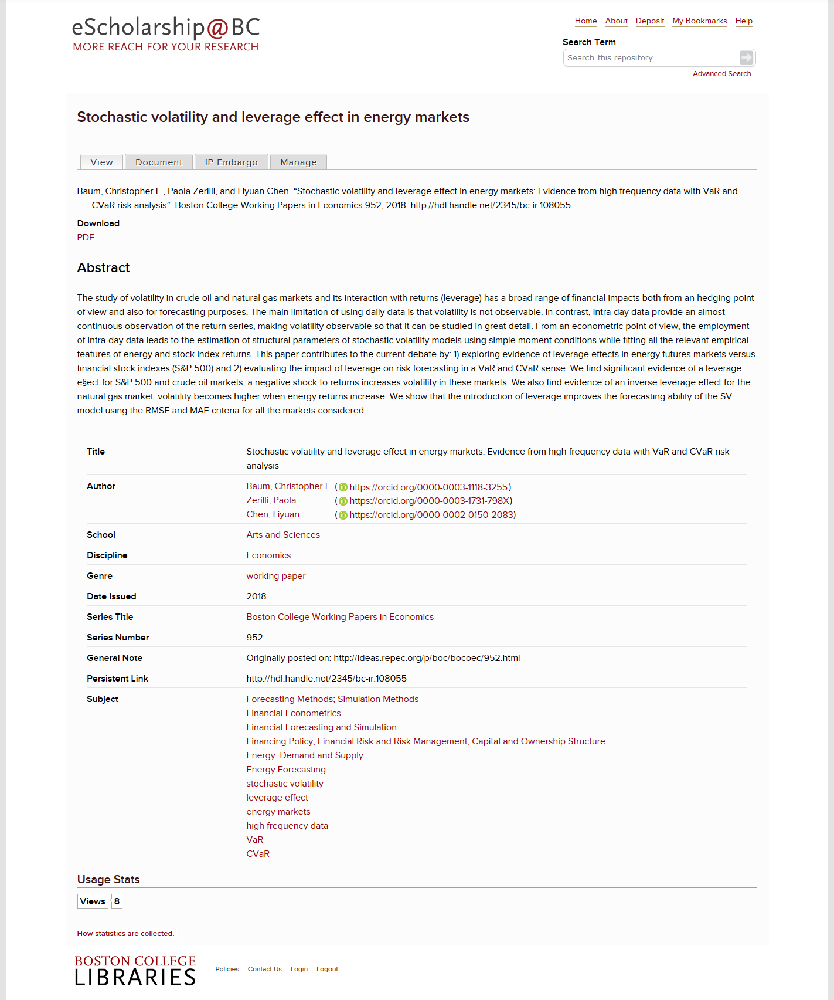 eScholarship@BC
MORE REACH FOR YOUR RESEARCH
Home About Deposit My Bookmarks Help
Search Term
Search this repository
Advanced Search
Stochastic volatility and leverage effect in energy markets
View Document IP Embargo Manage
Baum, Christopher F., Paola Zerilli, and Liyuan Chen. “Stochastic volatility and leverage effect in energy markets: Evidence from high frequency data with VaR and
CVaR risk analysis”. Boston College Working Papers in Economics 952, 2018. http://hdl.handle.net/2345/bc-ir:108055.
Download
PDF
Abstract
The study of volatility in crude oil and natural gas markets and its interaction with returns (leverage) has a broad range of financial impacts both from an hedging point
of view and also for forecasting purposes. The main limitation of using daily data is that volatility is not observable. In contrast, intra-day data provide an almost
continuous observation of the return series, making volatility observable so that it can be studied in great detail. From an econometric point of view, the employment
of intra-day data leads to the estimation of structural parameters of stochastic volatility models using simple moment conditions while fitting all the relevant empirical
features of energy and stock index returns. This paper contributes to the current debate by: 1) exploring evidence of leverage effects in energy futures markets versus
financial stock indexes (S&P 500) and 2) evaluating the impact of leverage on risk forecasting in a VaR and CVaR sense. We find significant evidence of a leverage
e§ect for S&P 500 and crude oil markets: a negative shock to returns increases volatility in these markets. We also find evidence of an inverse leverage effect for the
natural gas market: volatility becomes higher when energy returns increase. We show that the introduction of leverage improves the forecasting ability of the SV
model using the RMSE and MAE criteria for all the markets considered.
Title Stochastic volatility and leverage effect in energy markets: Evidence from high frequency data with VaR and CVaR risk
analysis
Author Baum, Christopher F. (iD https://orcid.org/0000-0003-1118-3255)
Zerilli, Paola (iD https://orcid.org/0000-0003-1731-798X)
Chen, Liyuan (iD https://orcid.org/0000-0002-0150-2083)
School Arts and Sciences
Discipline Economics
Genre working paper
Date Issued 2018
Series Title Boston College Working Papers in Economics
Series Number 952
General Note Originally posted on: http://ideas.repec.org/p/boc/bocoec/952.html
Persistent Link http://hdl.handle.net/2345/bc-ir:108055
Subject Forecasting Methods; Simulation Methods
Financial Econometrics
Financial Forecasting and Simulation
Financing Policy; Financial Risk and Risk Management; Capital and Ownership Structure
Energy: Demand and Supply
Energy Forecasting
stochastic volatility
leverage effect
energy markets
high frequency data
VaR
CVaR
Usage Stats
Views 8
How statistics are collected.
BOSTON COLLEGE
LIBRARIES
Policies Contact Us Login Logout